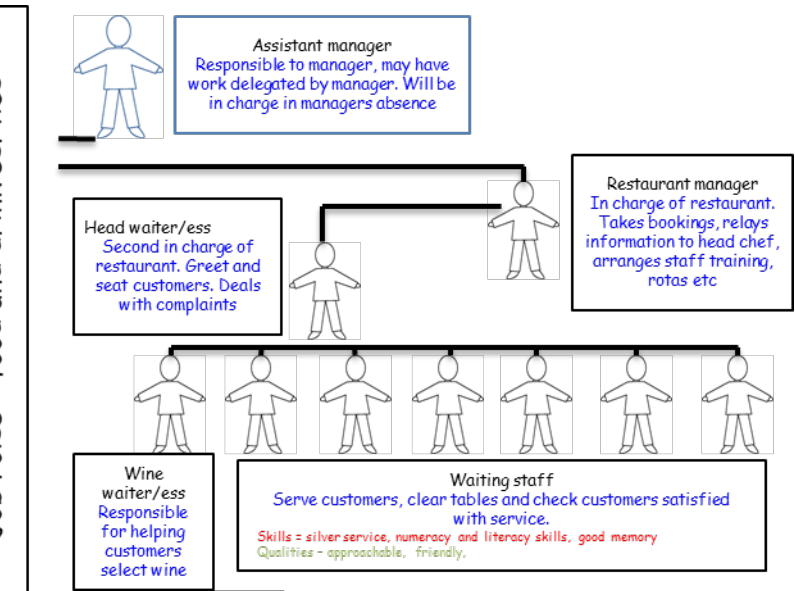 Assistant manager
Responsible to manager, may have
work delegated by manager. Will be
in charge in managers absence
Restaurant manager
In charge of restaurant.
Takes bookings, relays
information to head chef,
arranges staff training,
rotas etc
Head waiter/ess
Second in charge of
restaurant. Greet and
seat customers. Deals
with complaints
Wine
waiter/ess
Responsible
for helping
customers
select wine
Waiting staff
Serve customers, clear tables and check customers satisfied
with service.
Skills = silver service, numeracy and literacy skills, good memory
Qualities – approachable, friendly,